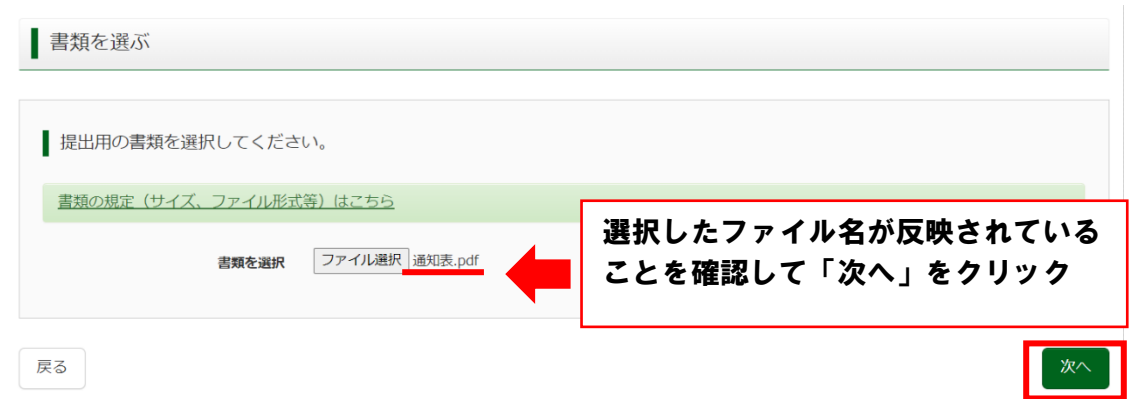 書類を選ぶ
提出用の書類を選択してください。
書類の規定（サイズ、ファイル形式等）はこちら
書類を選択 ファイル選択 通知表.pdf
選択したファイル名が反映されている
ことを確認して「次へ」をクリック
戻る
次へ